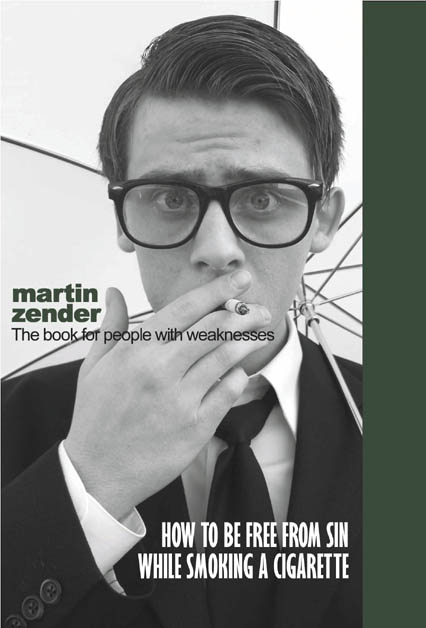 martin
zender
The book for people with weaknesses
HOW TO BE FREE FROM SIN
WHILE SMOKING A CIGARETTE